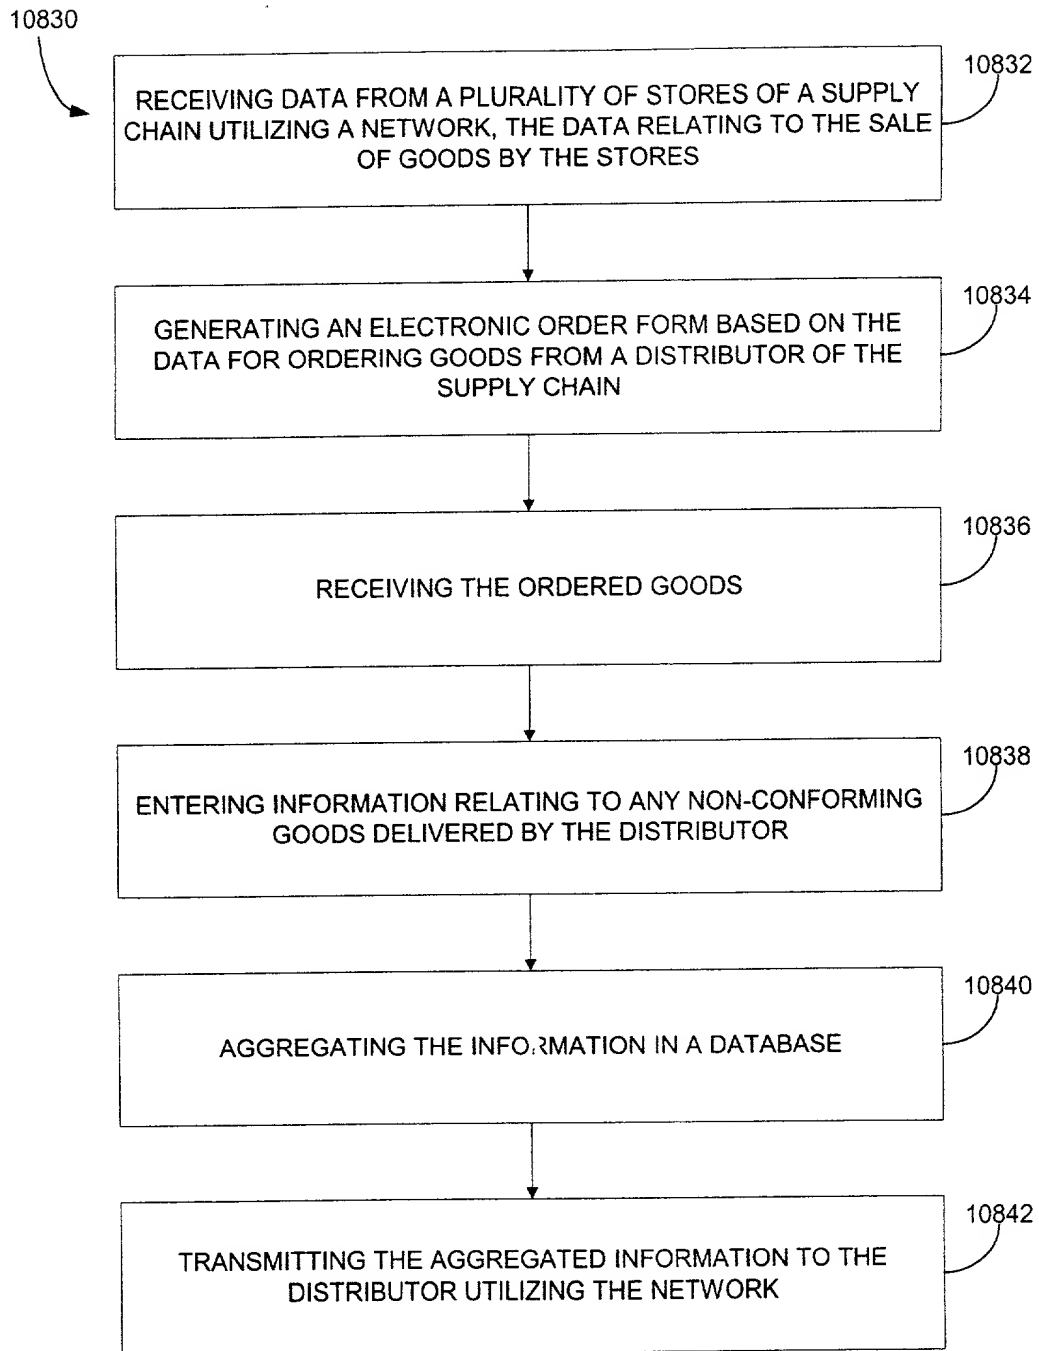 10830
10832
RECEIVING DATA FROM A PLURALITY OF STORES OF A SUPPLY
CHAIN UTILIZING A NETWORK, THE DATA RELATING TO THE SALE
OF GOODS BY THE STORES
10834
GENERATING AN ELECTRONIC ORDER FORM BASED ON THE
DATA FOR ORDERING GOODS FROM A DISTRIBUTOR OF THE
SUPPLY CHAIN
10836
RECEIVING THE ORDERED GOODS
10838
ENTERING INFORMATION RELATING TO ANY NON-CONFORMING
GOODS DELIVERED BY THE DISTRIBUTOR
10840
AGGREGATING THE INFORMATION IN A DATABASE
10842
TRANSMITTING THE AGGREGATED INFORMATION TO THE
DISTRIBUTOR UTILIZING THE NETWORK